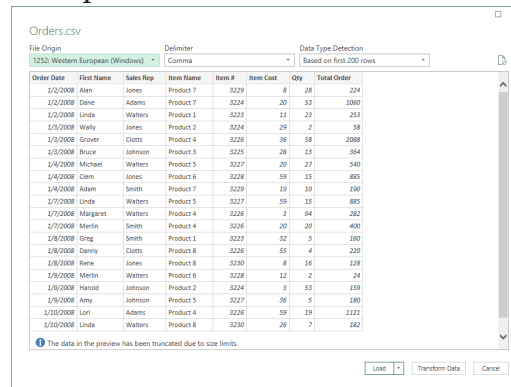 Orders.csv
File Origin Delimiter Data Type Detection
1252: Western European (Windows) Comma Based on first 200 rows
Order Date First Name Sales Rep Item Name Item # Item Cost Qty Total Order
1/2/2008 Alan Jones Product 7 3229 8 28 224
1/2/2008 Dane Adams Product 7 3224 20 53 1060
1/2/2008 Linda Walters Product 1 3223 11 23 253
1/3/2008 Wally Jones Product 2 3224 29 2 58
1/3/2008 Grover Clotts Product 4 3226 36 58 2088
1/3/2008 Bruce Johnson Product 3 3225 28 13 364
1/4/2008 Michael Walters Product 5 3227 20 27 540
1/4/2008 Clem Jones Product 6 3228 59 15 885
1/4/2008 Adam Smith Product 7 3229 19 10 190
1/7/2008 Linda Walters Product 5 3227 59 15 885
1/7/2008 Margaret Walters Product 4 3226 3 94 282
1/7/2008 Merlin Smith Product 4 3226 20 20 400
1/8/2008 Greg Smith Product 1 3223 32 5 160
1/8/2008 Danny Clotts Product 8 3226 55 4 220
1/8/2008 Rene Jones Product 8 3230 8 16 128
1/9/2008 Merlin Walters Product 6 3228 12 2 24
1/9/2008 Harold Johnson Product 2 3224 3 53 159
1/9/2008 Amy Johnson Product 5 3227 36 5 180
1/10/2008 Lori Adams Product 4 3226 59 19 1121
1/10/2008 Linda Walters Product 8 3230 26 7 182
The data in the preview has been truncated due to size limits.
Load Transform Data Cancel